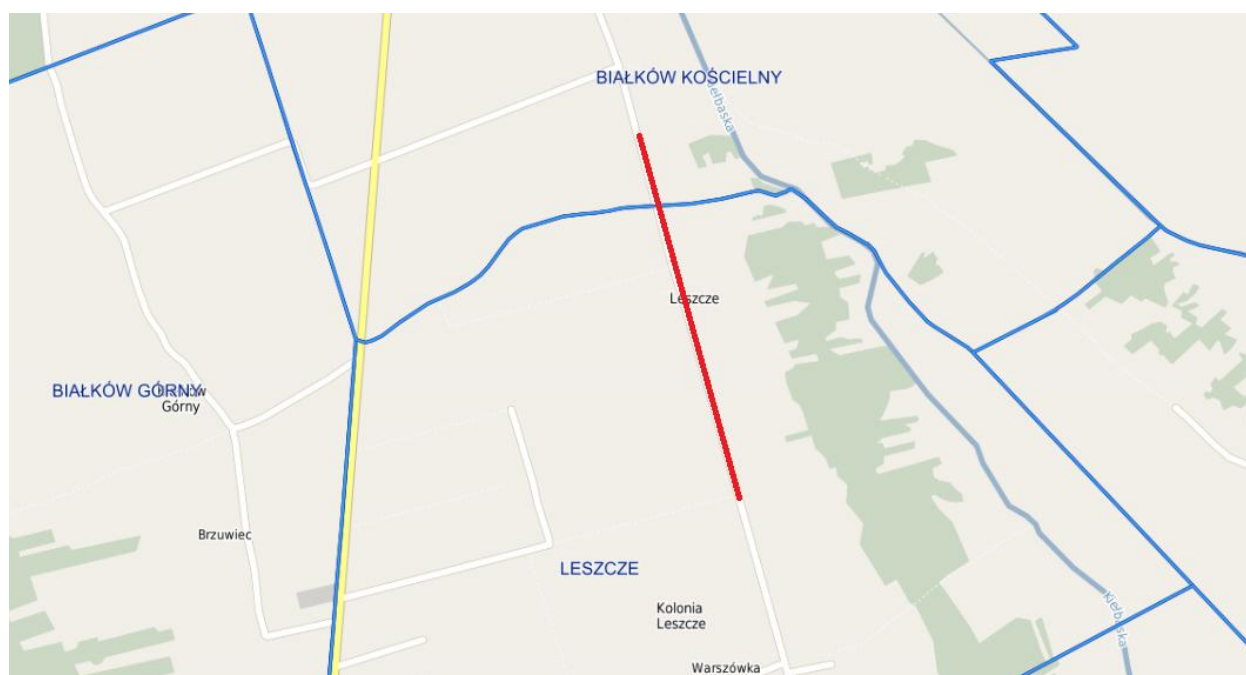 BIAŁKÓW KOŚCIELNY
Kiełbaska
Leszcze
BIAŁKÓW GÓRNY
Górny
Brzuwiec
LESZCZE
Kolonia
Leszcze
Kiełbaska
Warszówka